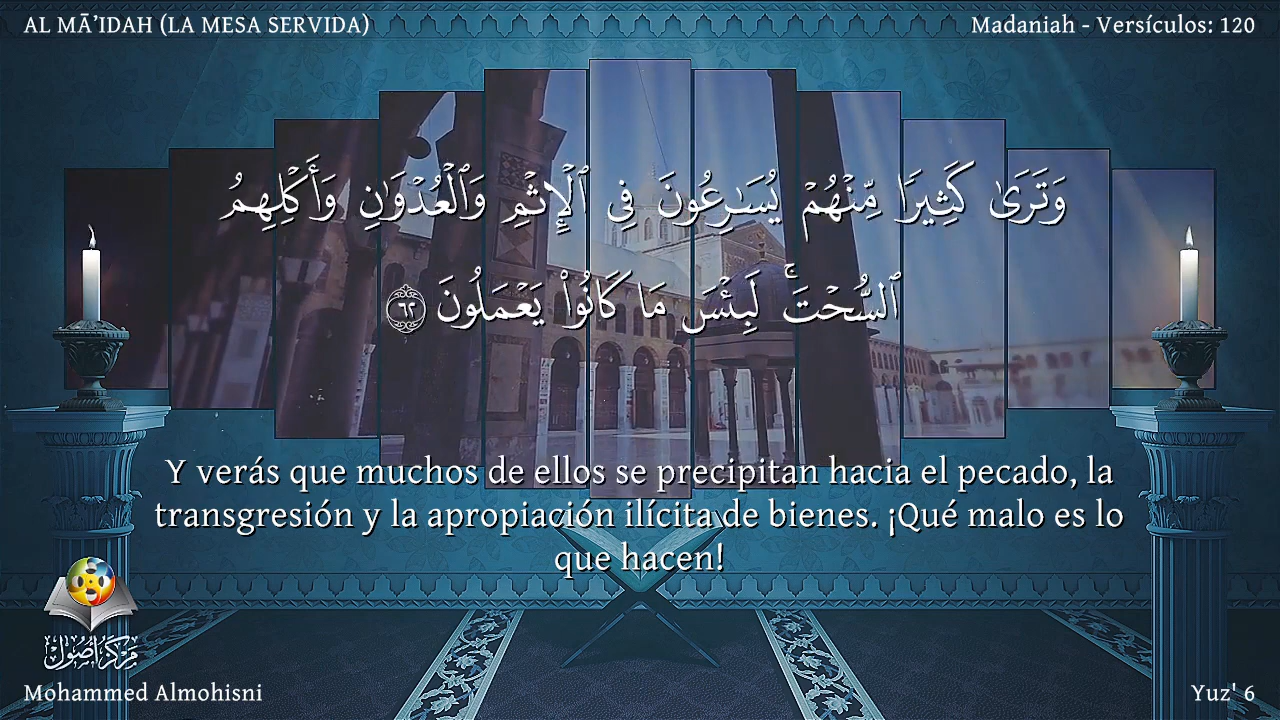 AL MĀ’IDAH (LA MESA SERVIDA)
Madaniah - Versículos: 120
وَتَرَىٰ كَثِيرًا مِّنْهُمْ يُسَـٰرِعُونَ فِى ٱلْإِثْمِ وَٱلْعُدْوَٰنِ وَأَكْلِهِمُ
ٱلسُّحْتَ ۚ لَبِئْسَ مَا كَانُوا۟ يَعْمَلُونَ ٦٢
Y verás que muchos de ellos se precipitan hacia el pecado, la
transgresión y la apropiación ilícita de bienes. ¡Qué malo es lo
que hacen!
مركز أصول
Mohammed Almohisni
Yuz' 6